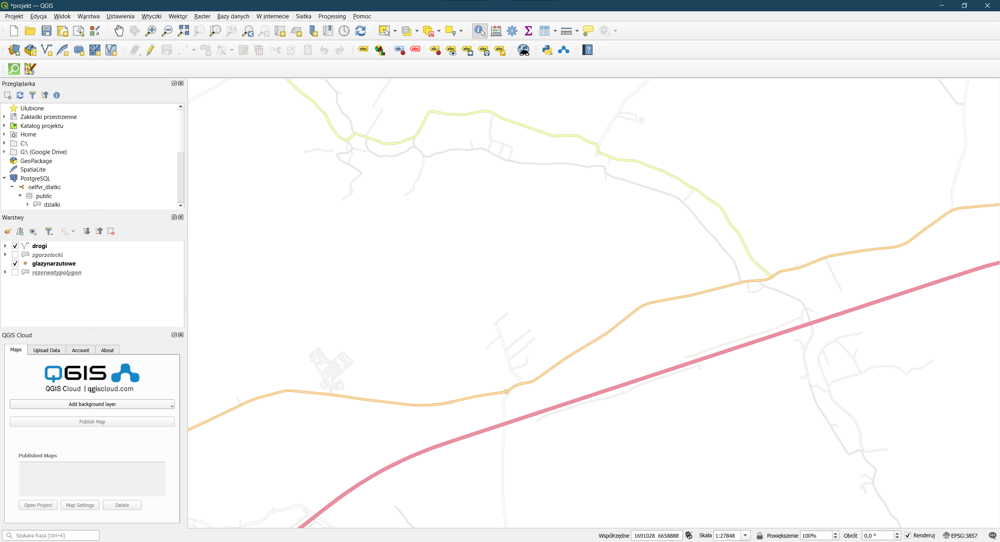 *projekt — QGIS
Projekt Edycja Widok Warstwa Ustawienia Wtyczki Wektor Raster Bazy danych W internecie Siatka Processing Pomoc
Przeglądarka
Ulubione
Zakładki przestrzenne
Katalog projektu
Home
C:\
G:\ (Google Drive)
GeoPackage
SpatiaLite
PostgreSQL
oelfvr_dlatkc
public
dzialki
Warstwy
drogi
zgorzelecki
glazynarzutowe
rezerwatypolygon
QGIS Cloud
Maps Upload Data Account About
QGIS
QGIS Cloud | qgiscloud.com
Add background layer
Publish Map
Published Maps
Open Project Map Settings Delete
Szukana fraza (Ctrl+K)
Współrzędne 1691028 6658888 Skala 1:27848 Powiększenie 100% Obrót 0,0 ° Renderuj EPSG:3857